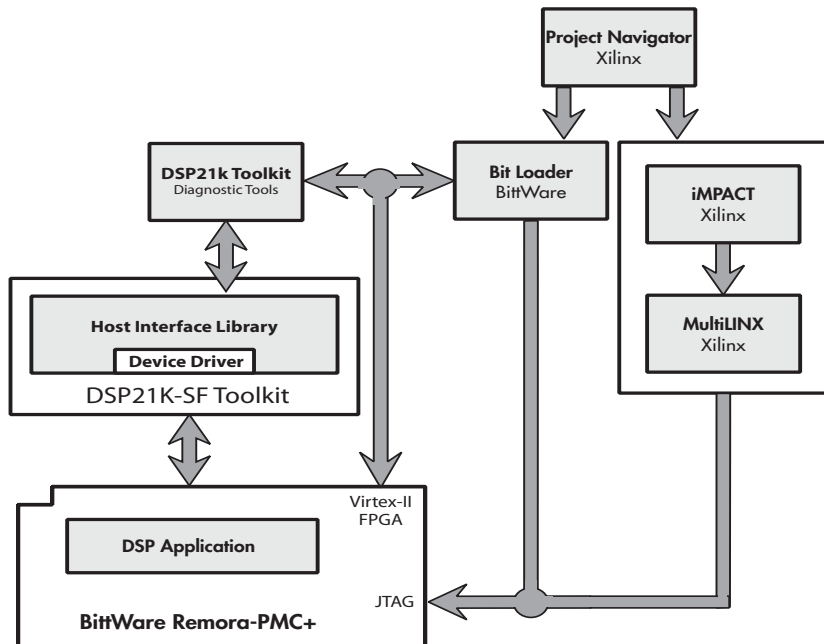 Project Navigator
Xilinx
DSP21k Toolkit
Diagnostic Tools
Bit Loader
BittWare
iMPACT
Xilinx
MultiLINX
Xilinx
Host Interface Library
Device Driver
DSP21K-SF Toolkit
Virtex-II
FPGA
DSP Application
JTAG
BittWare Remora-PMC+